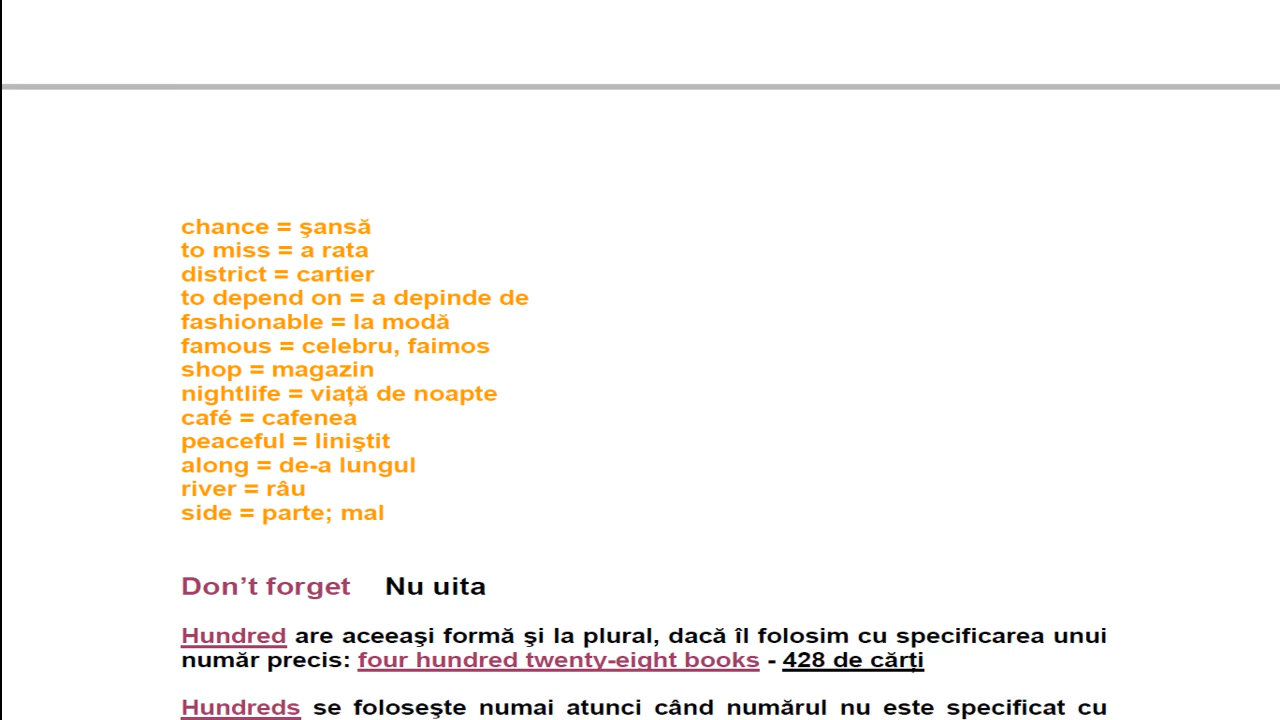 chance = şansă
to miss = a rata
district = cartier
to depend on = a depinde de
fashionable = la modă
famous = celebru, faimos
shop = magazin
nightlife = viaţă de noapte
café = cafenea
peaceful = liniştit
along = de-a lungul
river = râu
side = parte; mal
Don’t forget Nu uita
Hundred are aceeaşi formă şi la plural, dacă îl folosim cu specificarea unui
număr precis: four hundred twenty-eight books - 428 de cărţi
Hundreds se foloseşte numai atunci când numărul nu este specificat cu